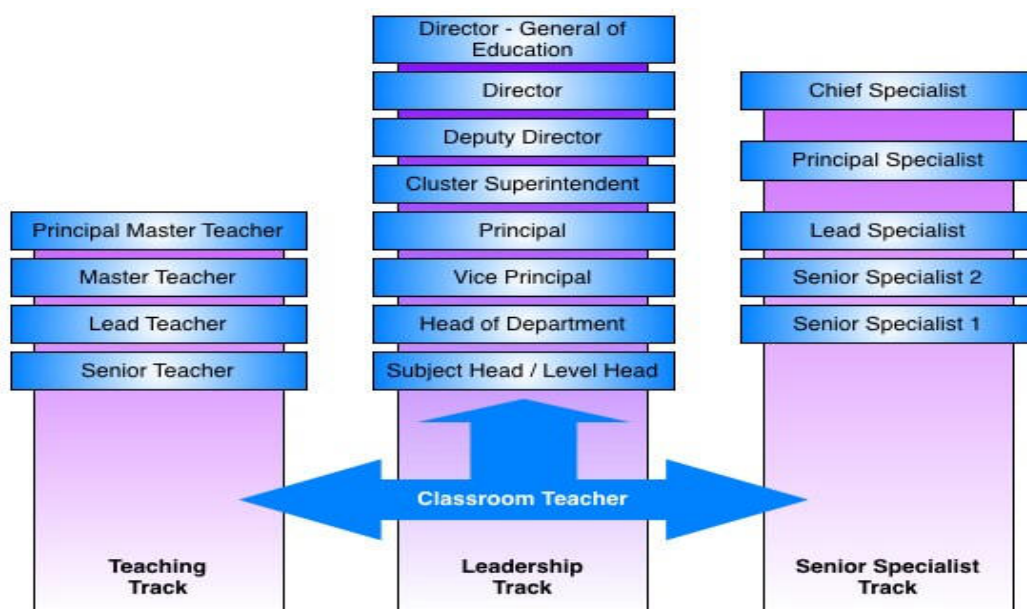 Director - General of
Education
Director
Deputy Director
Cluster Superintendent
Principal
Vice Principal
Head of Department
Subject Head / Level Head
Chief Specialist
Principal Specialist
Lead Specialist
Senior Specialist 2
Senior Specialist 1
Principal Master Teacher
Master Teacher
Lead Teacher
Senior Teacher
Classroom Teacher
Teaching
Track
Leadership
Track
Senior Specialist
Track